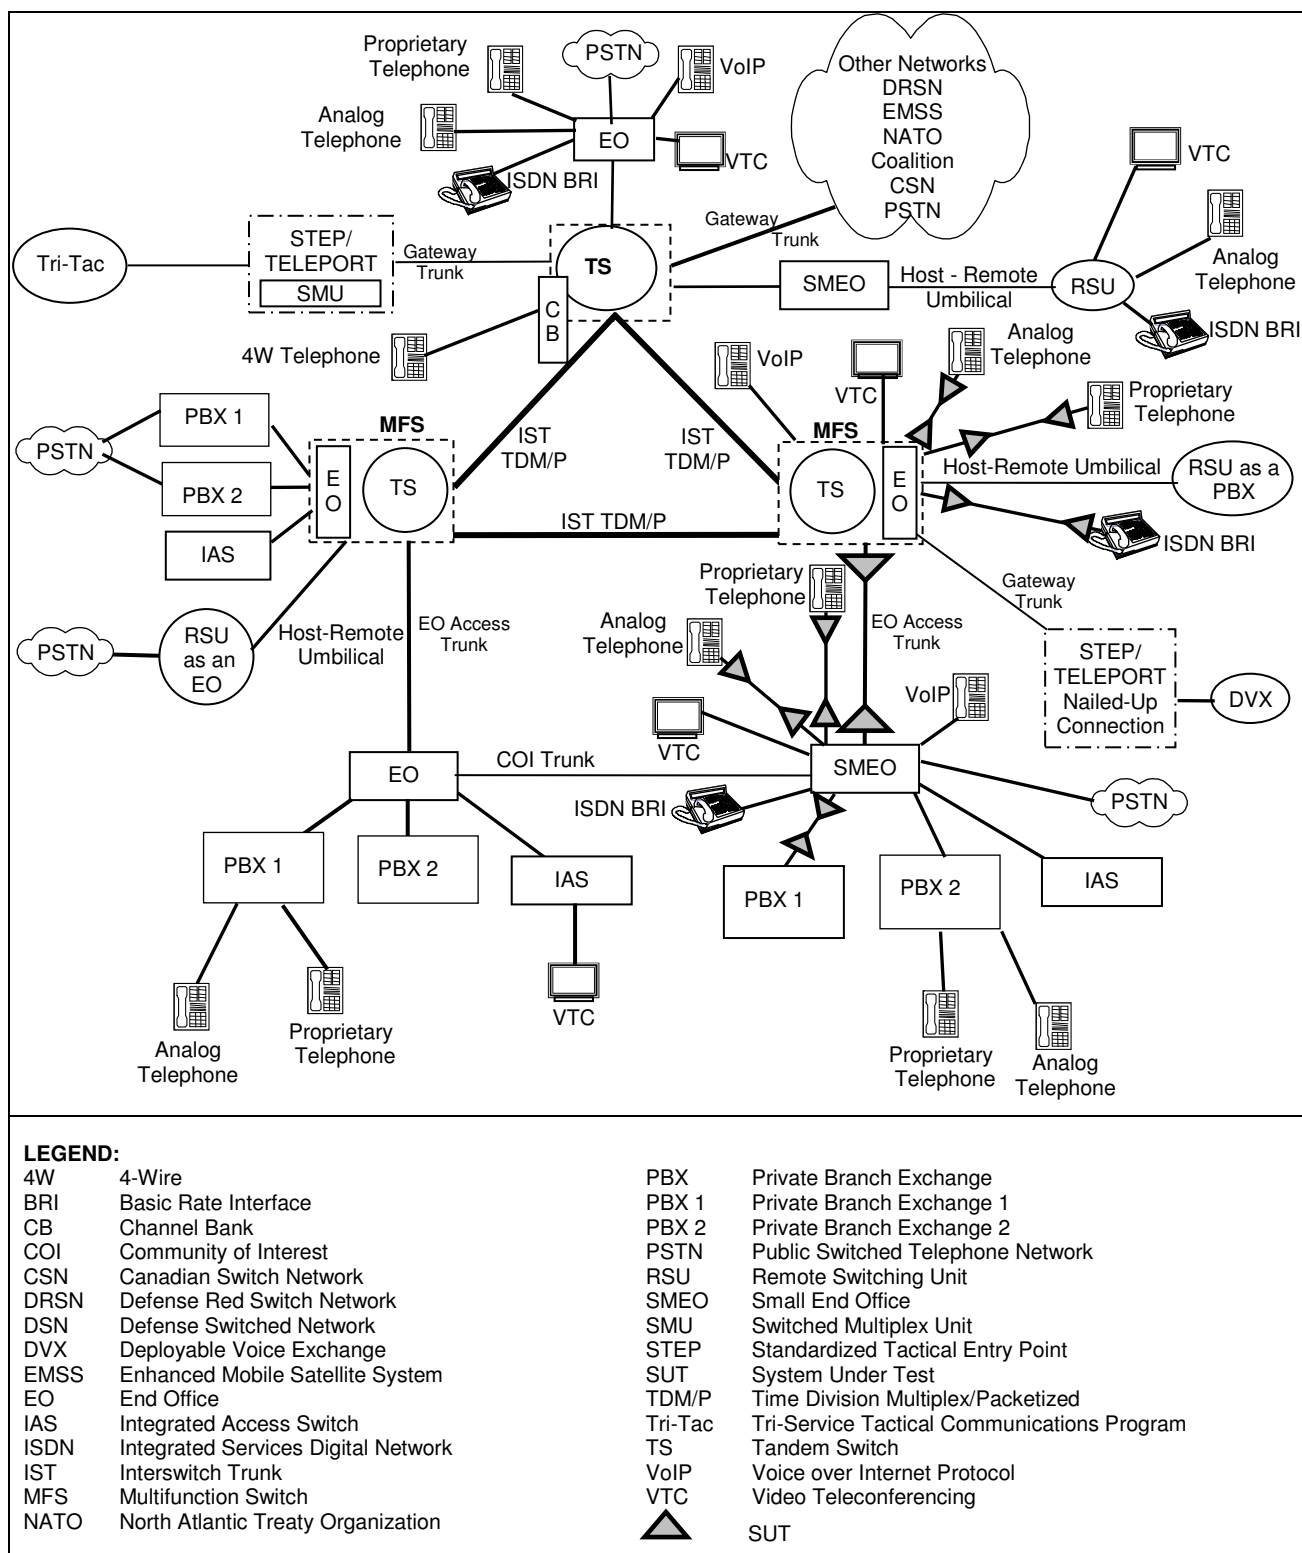 Proprietary
Telephone
PSTN
VoIP
Other Networks
DRSN
EMSS
NATO
Coalition
CSN
PSTN
Analog
Telephone
EO
VTC
ISDN BRI
VTC
Gateway
Trunk
STEP/
TELEPORT
SMU
Tri-Tac
Gateway
Trunk
TS
C
B
SMEO
Host - Remote
Umbilical
RSU
Analog
Telephone
ISDN BRI
4W Telephone
VoIP
VTC
Analog
Telephone
Proprietary
Telephone
PBX 1
PSTN
PBX 2
IAS
MFS
E
O
TS
IST
TDM/P
IST
TDM/P
IST TDM/P
MFS
TS
E
O
Host-Remote Umbilical
RSU as a
PBX
ISDN BRI
PSTN
RSU
as an
EO
Host-Remote
Umbilical
EO Access
Trunk
Proprietary
Telephone
Analog
Telephone
EO Access
Trunk
Gateway
Trunk
STEP/
TELEPORT
Nailed-Up
Connection
DVX
VoIP
VTC
EO
COI Trunk
SMEO
ISDN BRI
PSTN
PBX 1
PBX 2
IAS
PBX 1
PBX 2
IAS
VTC
Analog
Telephone
Proprietary
Telephone
Proprietary
Telephone
Analog
Telephone
LEGEND:
4W 4-Wire
BRI Basic Rate Interface
CB Channel Bank
COI Community of Interest
CSN Canadian Switch Network
DRSN Defense Red Switch Network
DSN Defense Switched Network
DVX Deployable Voice Exchange
EMSS Enhanced Mobile Satellite System
EO End Office
IAS Integrated Access Switch
ISDN Integrated Services Digital Network
IST Interswitch Trunk
MFS Multifunction Switch
NATO North Atlantic Treaty Organization
PBX Private Branch Exchange
PBX 1 Private Branch Exchange 1
PBX 2 Private Branch Exchange 2
PSTN Public Switched Telephone Network
RSU Remote Switching Unit
SMEO Small End Office
SMU Switched Multiplex Unit
STEP Standardized Tactical Entry Point
SUT System Under Test
TDM/P Time Division Multiplex/Packetized
Tri-Tac Tri-Service Tactical Communications Program
TS Tandem Switch
VoIP Voice over Internet Protocol
VTC Video Teleconferencing
SUT